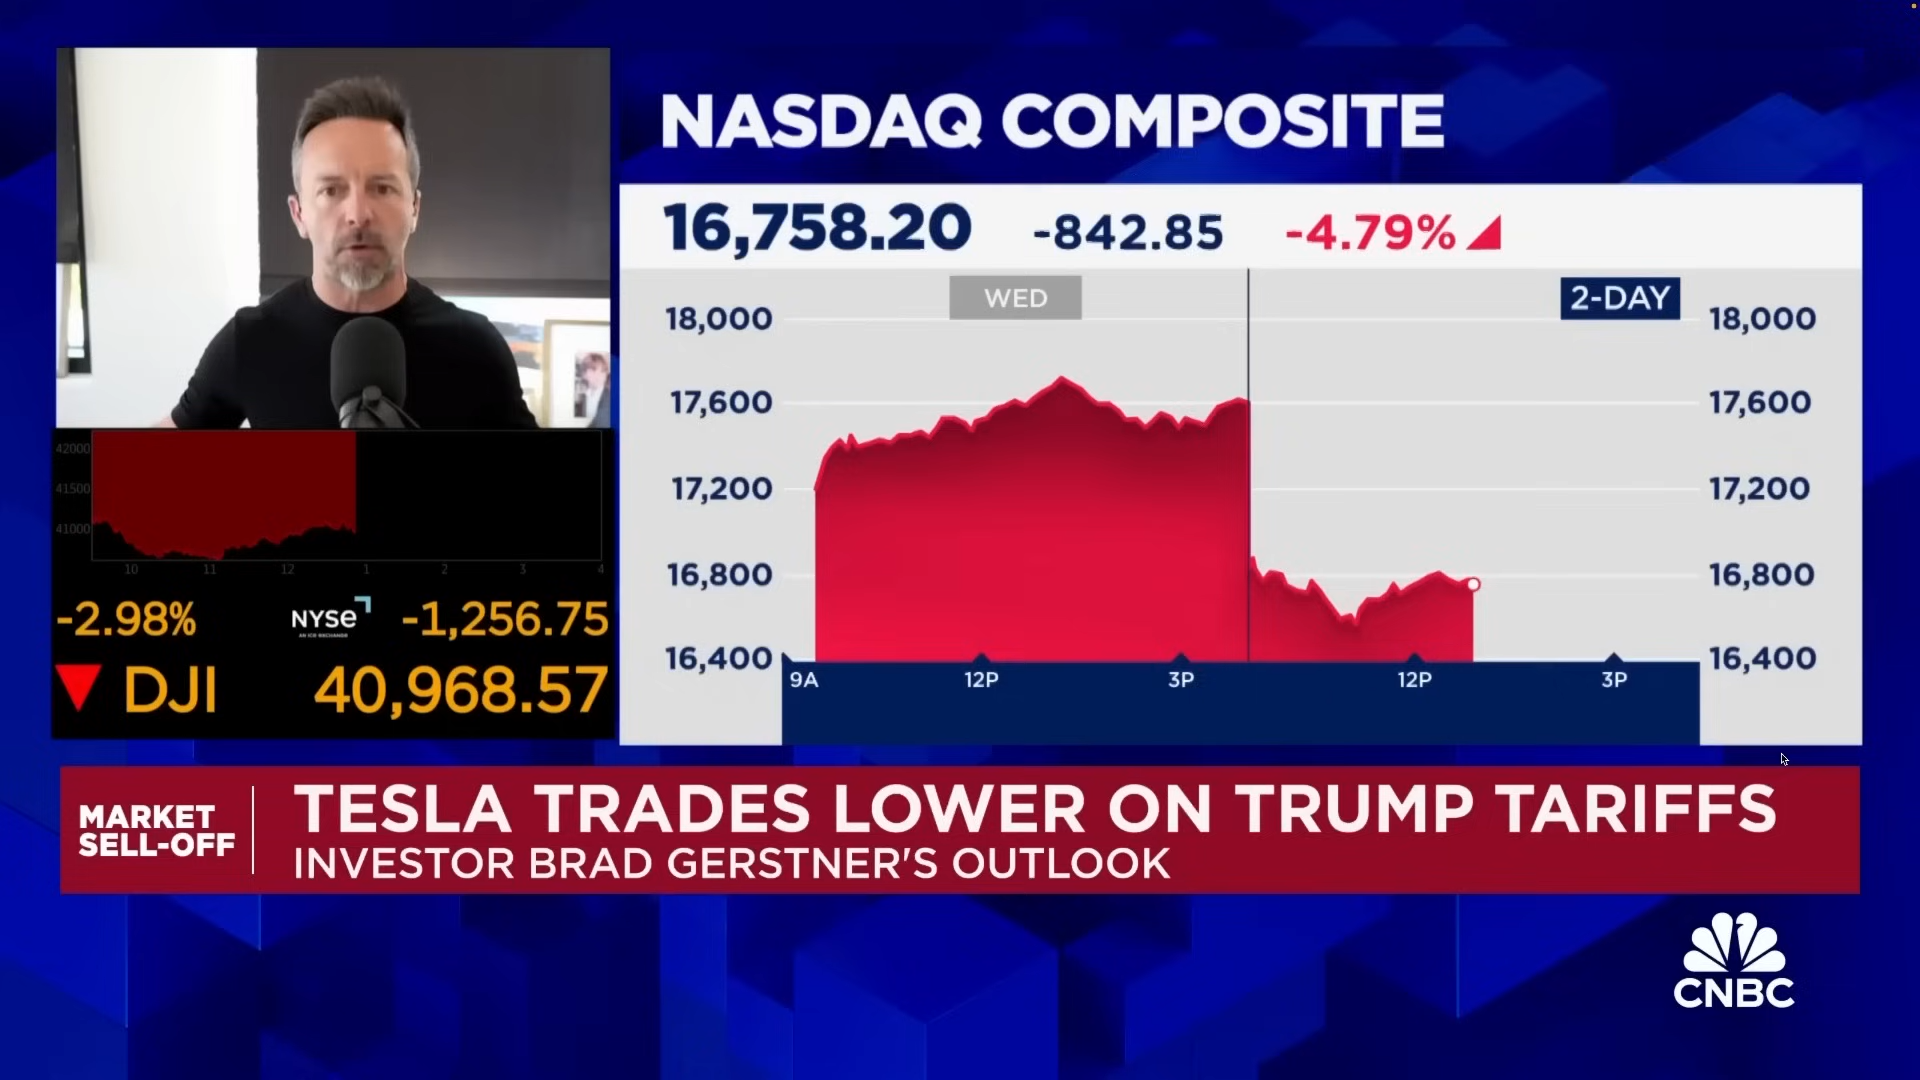 NASDAQ COMPOSITE
16,758.20 -842.85 -4.79%
WED
2-DAY
18,000 18,000
17,600 17,600
17,200 17,200
16,800 16,800
16,400 16,400
9A 12P 3P 12P 3P
42000
41500
41000
10 11 12 1 2 3 4
-2.98% NYSE -1,256.75
AN ICE EXCHANGE
DJI 40,968.57
MARKET
SELL-OFF
TESLA TRADES LOWER ON TRUMP TARIFFS
INVESTOR BRAD GERSTNER'S OUTLOOK
CNBC